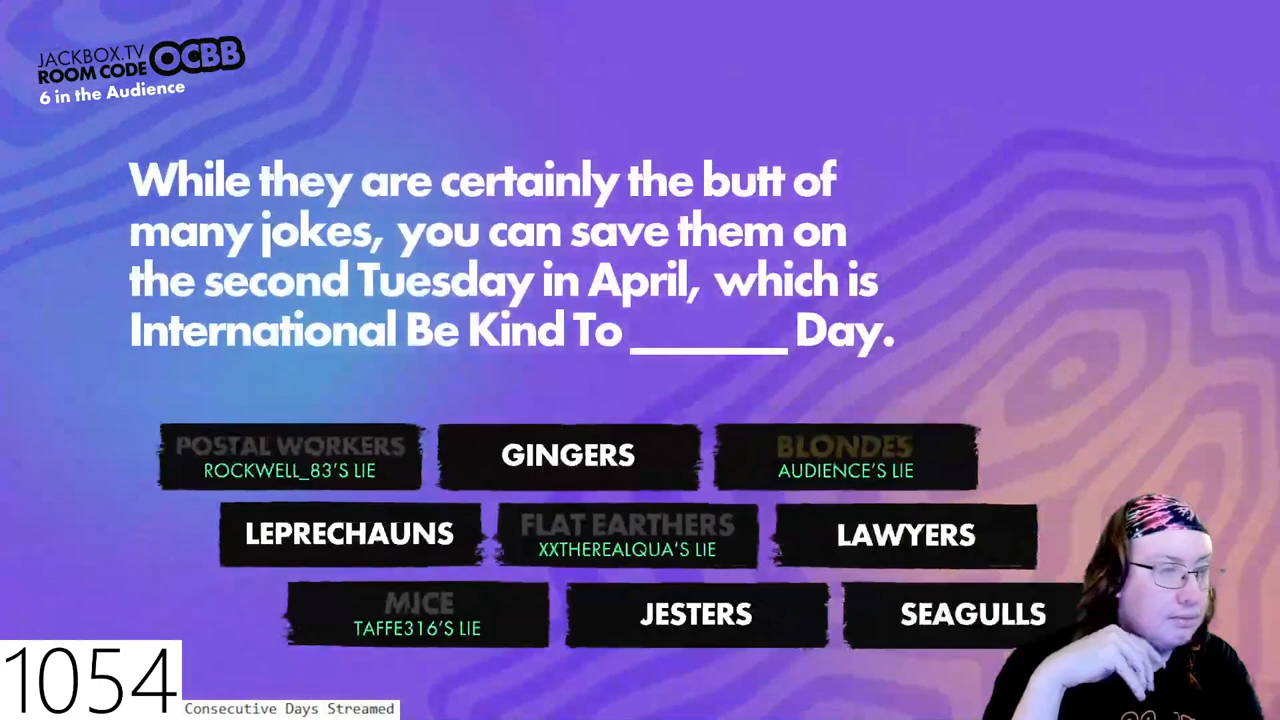 JACKBOX.TV
ROOM CODE OCBB
6 in the Audience
While they are certainly the butt of
many jokes, you can save them on
the second Tuesday in April, which is
International Be Kind To ______ Day.
POSTAL WORKERS
ROCKWELL_83'S LIE
GINGERS
BLONDES
AUDIENCE'S LIE
LEPRECHAUNS
FLAT EARTHERS
XXTHEREALQUA'S LIE
LAWYERS
MICE
TAFFE316'S LIE
JESTERS
SEAGULLS
1054
Consecutive Days Streamed